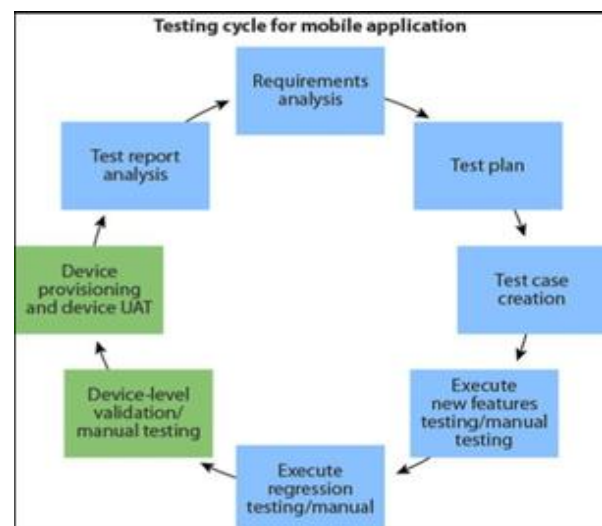 Testing cycle for mobile application
Requirements
analysis
Test plan
Test case
creation
Execute
new features
testing/manual
testing
Execute
regression
testing/manual
Device-level
validation/
manual testing
Device
provisioning
and device UAT
Test report
analysis